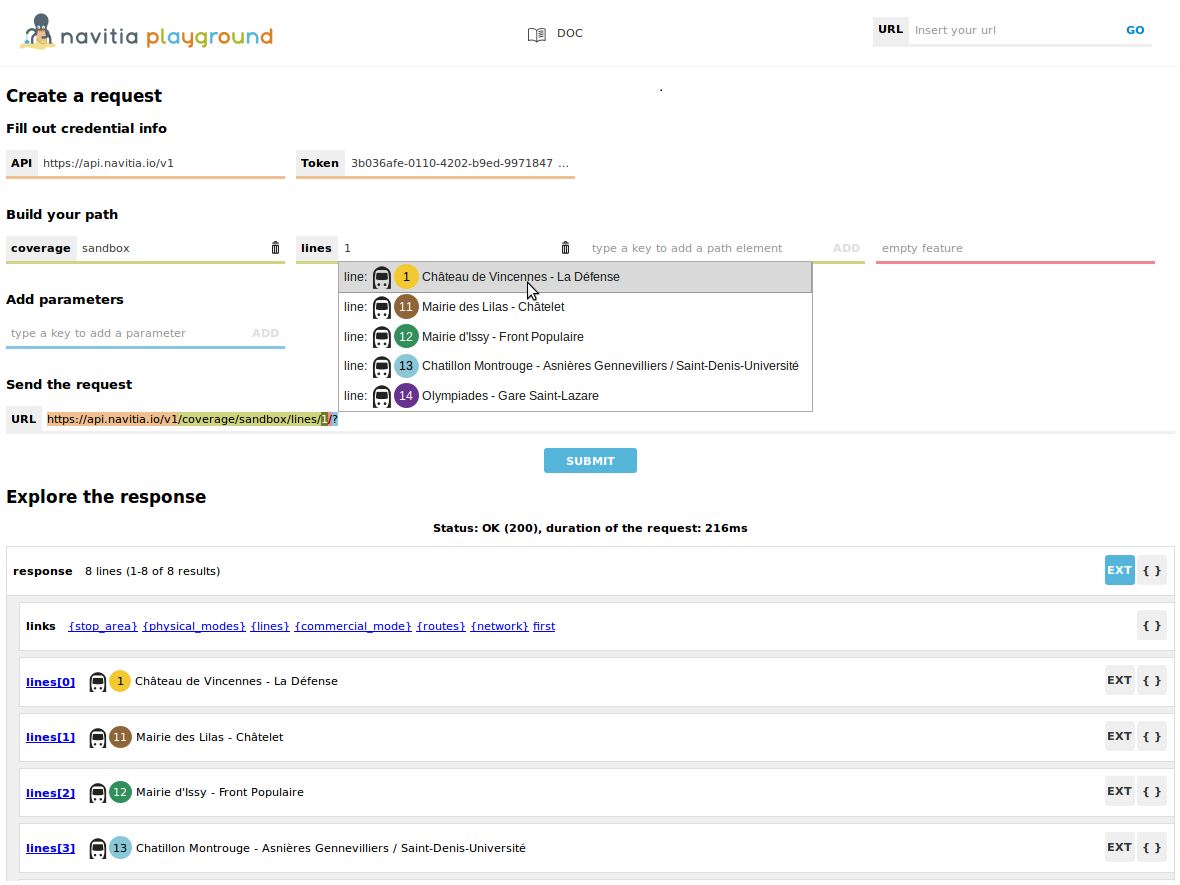 navitia playground
DOC
URL Insert your url GO
Create a request
Fill out credential info
API https://api.navitia.io/v1 Token 3b036afe-0110-4202-b9ed-9971847 ...
Build your path
coverage sandbox lines 1 type a key to add a path element ADD empty feature
line: 1 Château de Vincennes - La Défense
line: 11 Mairie des Lilas - Châtelet
line: 12 Mairie d'Issy - Front Populaire
line: 13 Chatillon Montrouge - Asnières Gennevilliers / Saint-Denis-Université
line: 14 Olympiades - Gare Saint-Lazare
Add parameters
type a key to add a parameter ADD
Send the request
URL https://api.navitia.io/v1/coverage/sandbox/lines/1/?
SUBMIT
Explore the response
Status: OK (200), duration of the request: 216ms
response 8 lines (1-8 of 8 results) EXT { }
links {stop_area} {physical_modes} {lines} {commercial_mode} {routes} {network} first { }
lines[0] 1 Château de Vincennes - La Défense EXT { }
lines[1] 11 Mairie des Lilas - Châtelet EXT { }
lines[2] 12 Mairie d'Issy - Front Populaire EXT { }
lines[3] 13 Chatillon Montrouge - Asnières Gennevilliers / Saint-Denis-Université EXT { }